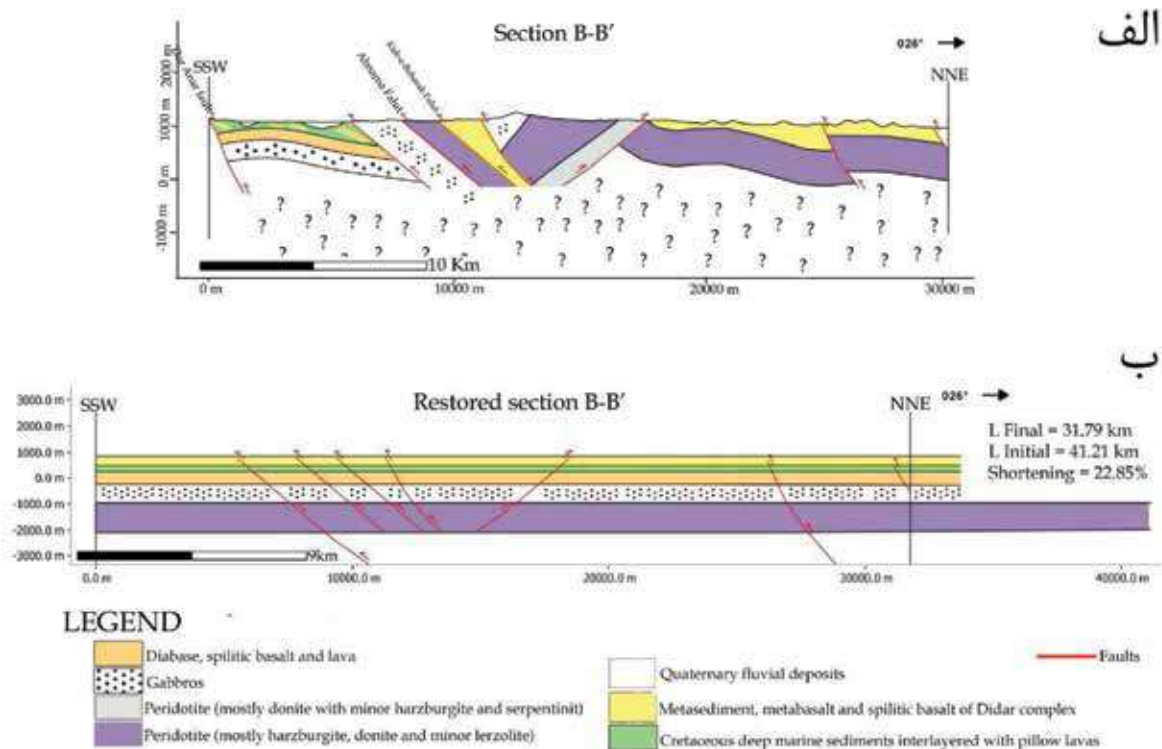 الف
Section B-B'
026°
SSW
NNE
Anar fault
Abnama Falut
2000 m
1000 m
0 m
-1000 m
? ? ? ? ? ? ? ? ? ? ? ? ? ?
10 Km
0 m
10000 m
20000 m
30000 m
ب
Restored section B-B'
026°
SSW
NNE
3000.0 m
2000.0 m
1000.0 m
0.0 m
-1000.0 m
-2000.0 m
-3000.0 m
L Final = 31.79 km
L Initial = 41.21 km
Shortening = 22.85%
9km
0.0 m
10000.0 m
20000.0 m
30000.0 m
40000.0 m
LEGEND
Diabase, spilitic basalt and lava
Gabbros
Peridotite (mostly donite with minor harzburgite and serpentinit)
Peridotite (mostly harzburgite, donite and minor lerzolite)
Quaternary fluvial deposits
Metasediment, metabasalt and spilitic basalt of Didar complex
Cretaceous deep marine sediments interlayered with pillow lavas
Faults